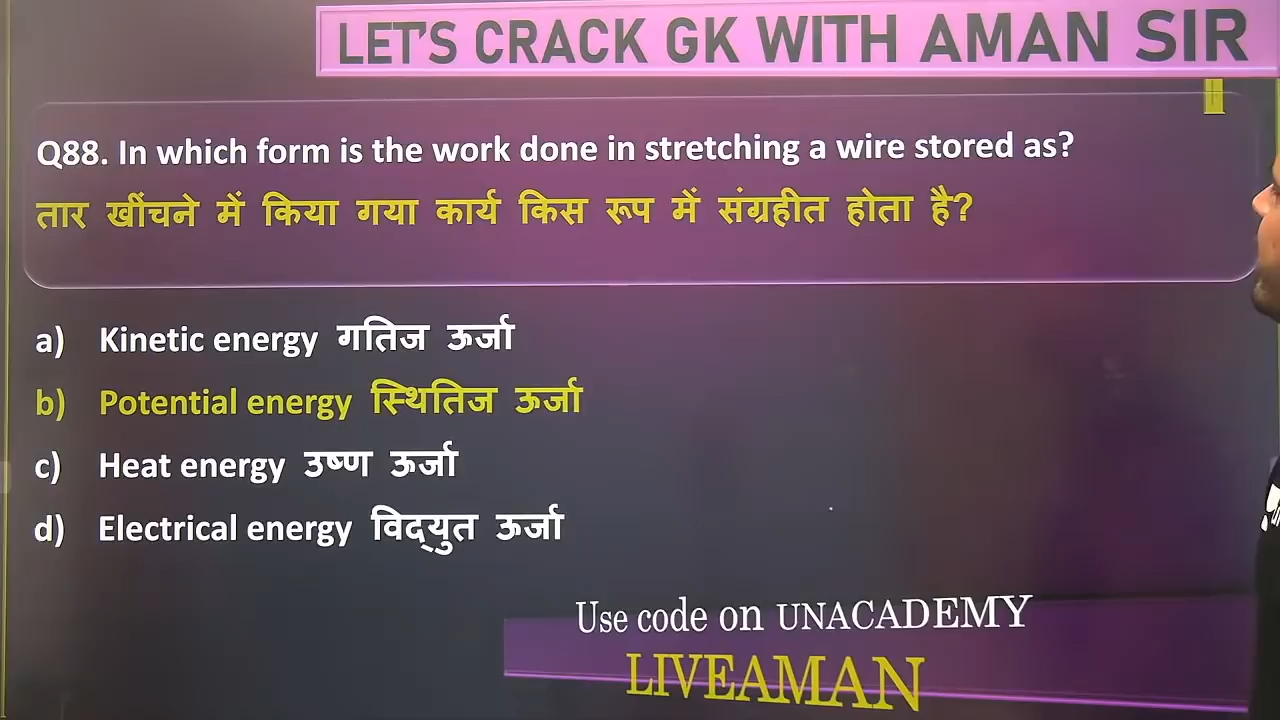 LET'S CRACK GK WITH AMAN SIR
Q88. In which form is the work done in stretching a wire stored as?
तार खींचने में किया गया कार्य किस रूप में संग्रहीत होता है?
a) Kinetic energy गतिज ऊर्जा
b) Potential energy स्थितिज ऊर्जा
c) Heat energy उष्ण ऊर्जा
d) Electrical energy विद्युत ऊर्जा
Use code on UNACADEMY
LIVEAMAN